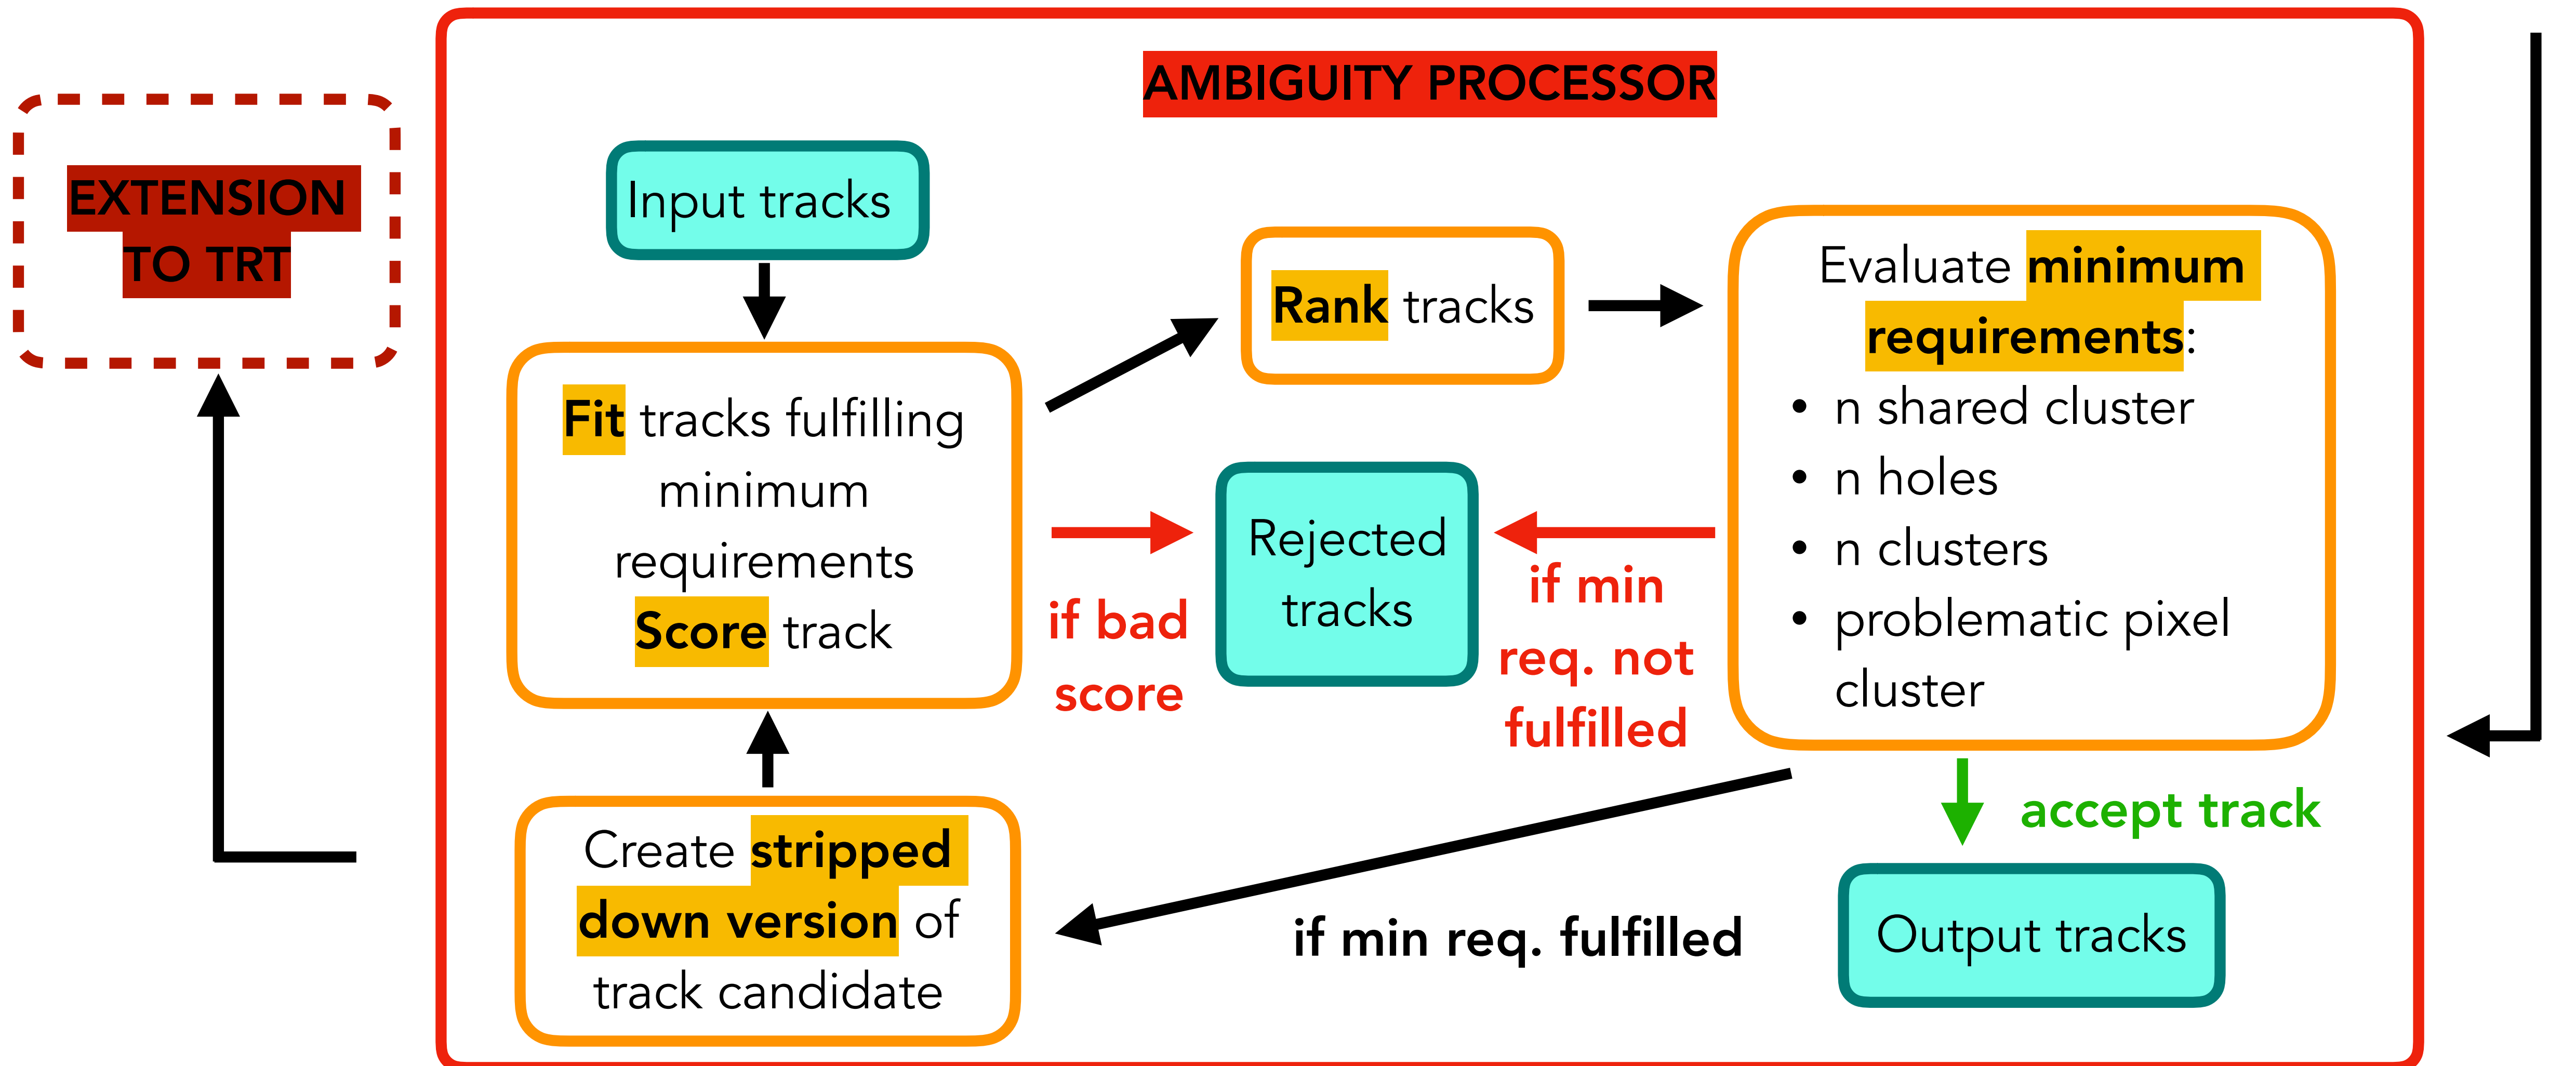 AMBIGUITY PROCESSOR
EXTENSION
TO TRT
Input tracks
Fit tracks fulfilling
minimum
requirements
Score track
Rank tracks
Evaluate minimum
requirements:
• n shared cluster
• n holes
• n clusters
• problematic pixel
cluster
Rejected
tracks
if bad
score
if min
req. not
fulfilled
accept track
Create stripped
down version of
track candidate
if min req. fulfilled
Output tracks